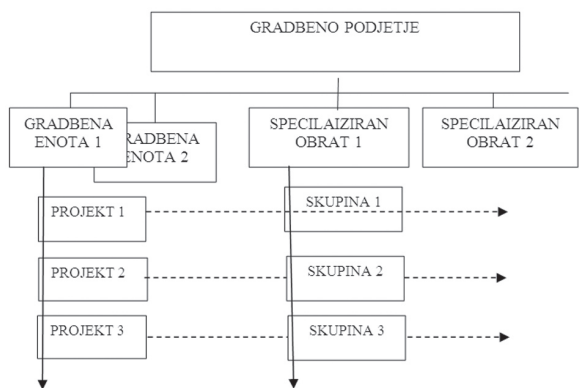 GRADBENO PODJETJE
GRADBENA
ENOTA 1
RADBENA
ENOTA 2
SPECILAIZIRAN
OBRAT 1
SPECILAIZIRAN
OBRAT 2
PROJEKT 1
SKUPINA 1
PROJEKT 2
SKUPINA 2
PROJEKT 3
SKUPINA 3